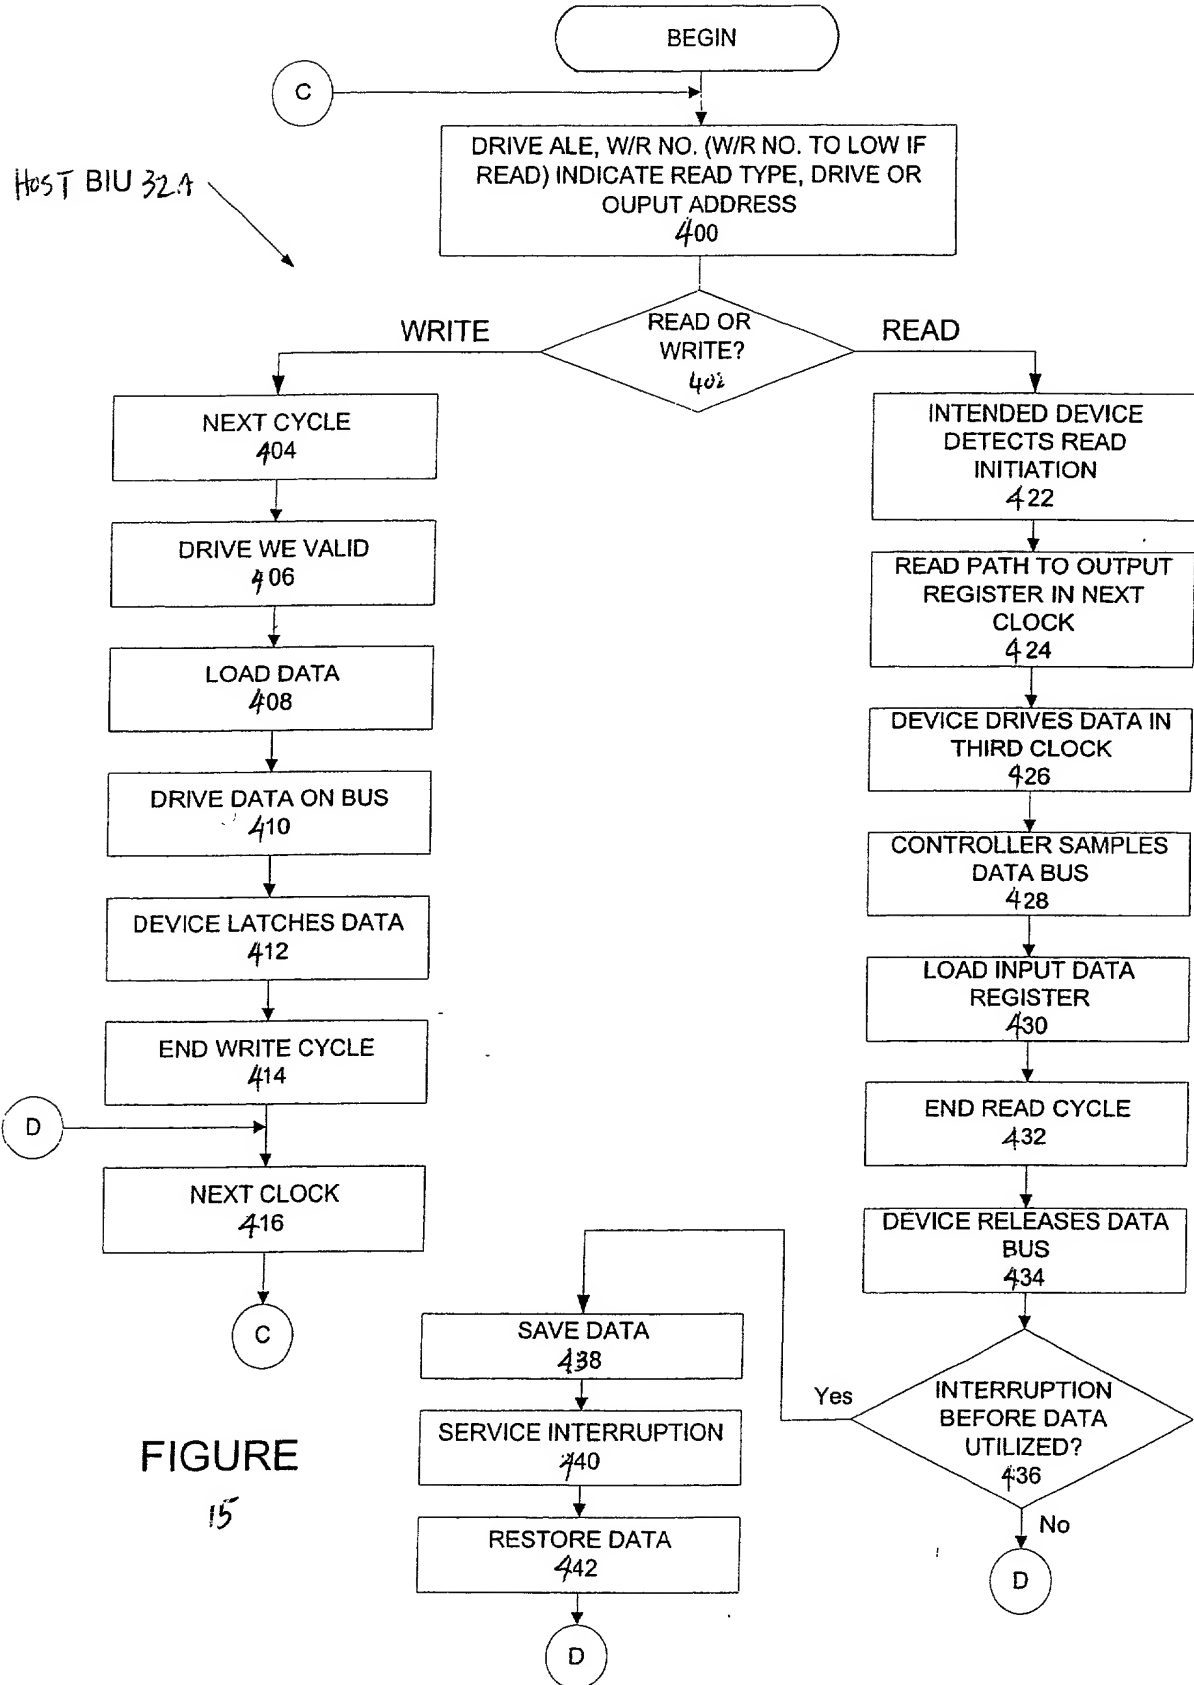 BEGIN
C
DRIVE ALE, W/R NO. (W/R NO. TO LOW IF
READ) INDICATE READ TYPE, DRIVE OR
OUPUT ADDRESS
400
HOST BIU 32A
READ OR
WRITE?
402
WRITE
READ
NEXT CYCLE
404
DRIVE WE VALID
406
LOAD DATA
408
DRIVE DATA ON BUS
410
DEVICE LATCHES DATA
412
END WRITE CYCLE
414
D
NEXT CLOCK
416
C
INTENDED DEVICE
DETECTS READ
INITIATION
422
READ PATH TO OUTPUT
REGISTER IN NEXT
CLOCK
424
DEVICE DRIVES DATA IN
THIRD CLOCK
426
CONTROLLER SAMPLES
DATA BUS
428
LOAD INPUT DATA
REGISTER
430
END READ CYCLE
432
DEVICE RELEASES DATA
BUS
434
INTERRUPTION
BEFORE DATA
UTILIZED?
436
Yes
No
D
SAVE DATA
438
SERVICE INTERRUPTION
440
RESTORE DATA
442
D
FIGURE
15